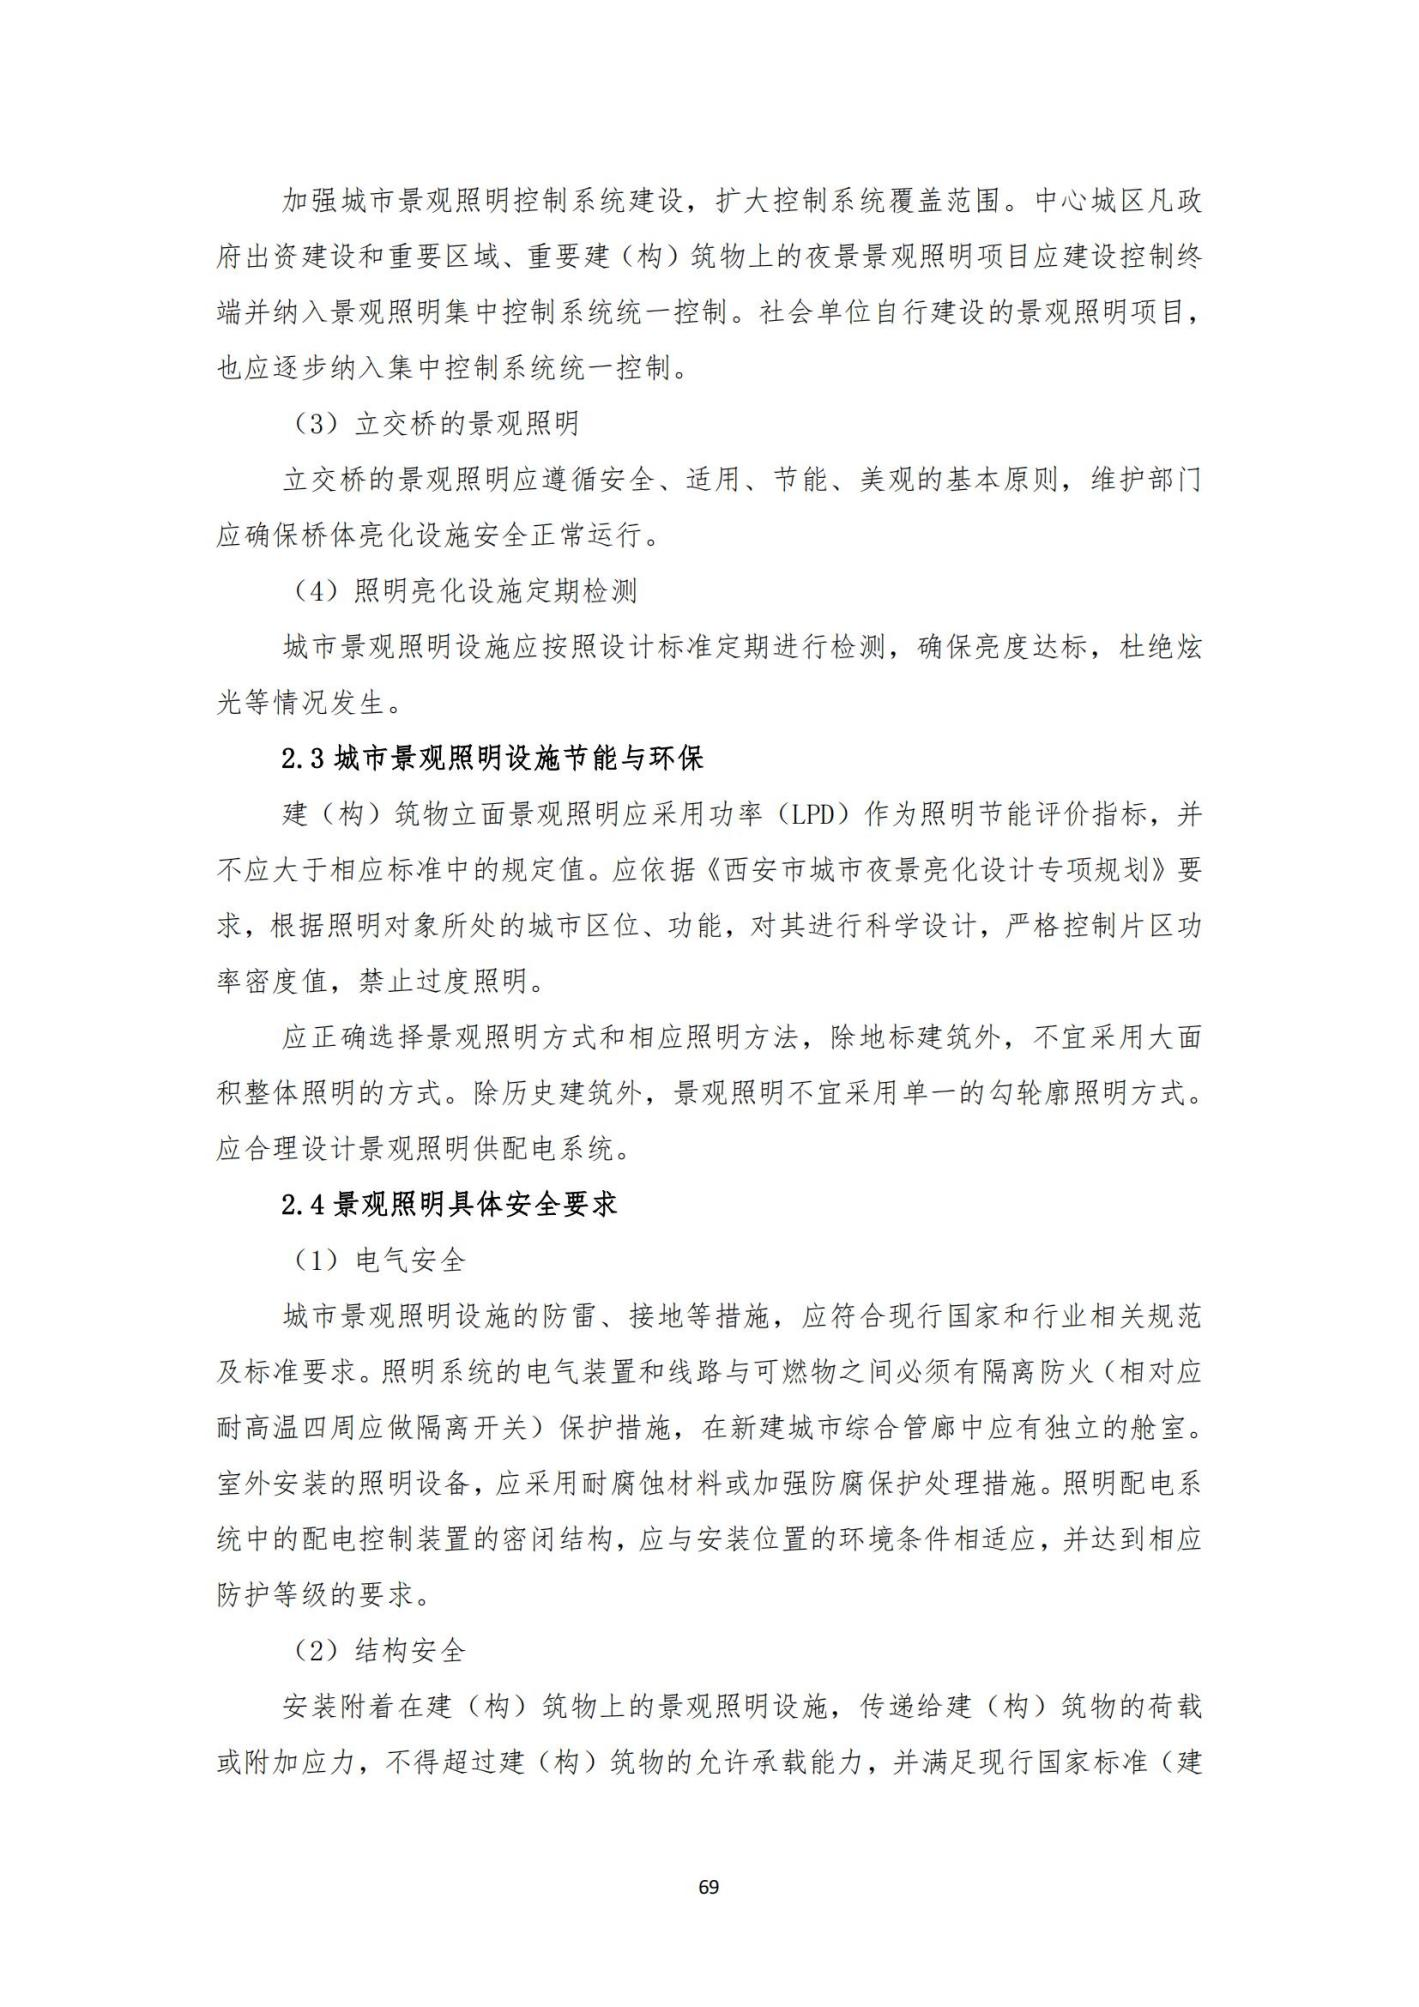 加强城市景观照明控制系统建设，扩大控制系统覆盖范围。中心城区凡政
府出资建设和重要区域、重要建（构）筑物上的夜景景观照明项目应建设控制终
端并纳入景观照明集中控制系统统一控制。社会单位自行建设的景观照明项目，
也应逐步纳入集中控制系统统一控制。
（3）立交桥的景观照明
立交桥的景观照明应遵循安全、适用、节能、美观的基本原则，维护部门
应确保桥体亮化设施安全正常运行。
（4）照明亮化设施定期检测
城市景观照明设施应按照设计标准定期进行检测，确保亮度达标，杜绝炫
光等情况发生。
2.3 城市景观照明设施节能与环保
建（构）筑物立面景观照明应采用功率（LPD）作为照明节能评价指标，并
不应大于相应标准中的规定值。应依据《西安市城市夜景亮化设计专项规划》要
求，根据照明对象所处的城市区位、功能，对其进行科学设计，严格控制片区功
率密度值，禁止过度照明。
应正确选择景观照明方式和相应照明方法，除地标建筑外，不宜采用大面
积整体照明的方式。除历史建筑外，景观照明不宜采用单一的勾轮廓照明方式。
应合理设计景观照明供配电系统。
2.4 景观照明具体安全要求
（1）电气安全
城市景观照明设施的防雷、接地等措施，应符合现行国家和行业相关规范
及标准要求。照明系统的电气装置和线路与可燃物之间必须有隔离防火（相对应
耐高温四周应做隔离开关）保护措施，在新建城市综合管廊中应有独立的舱室。
室外安装的照明设备，应采用耐腐蚀材料或加强防腐保护处理措施。照明配电系
统中的配电控制装置的密闭结构，应与安装位置的环境条件相适应，并达到相应
防护等级的要求。
（2）结构安全
安装附着在建（构）筑物上的景观照明设施，传递给建（构）筑物的荷载
或附加应力，不得超过建（构）筑物的允许承载能力，并满足现行国家标准（建
69